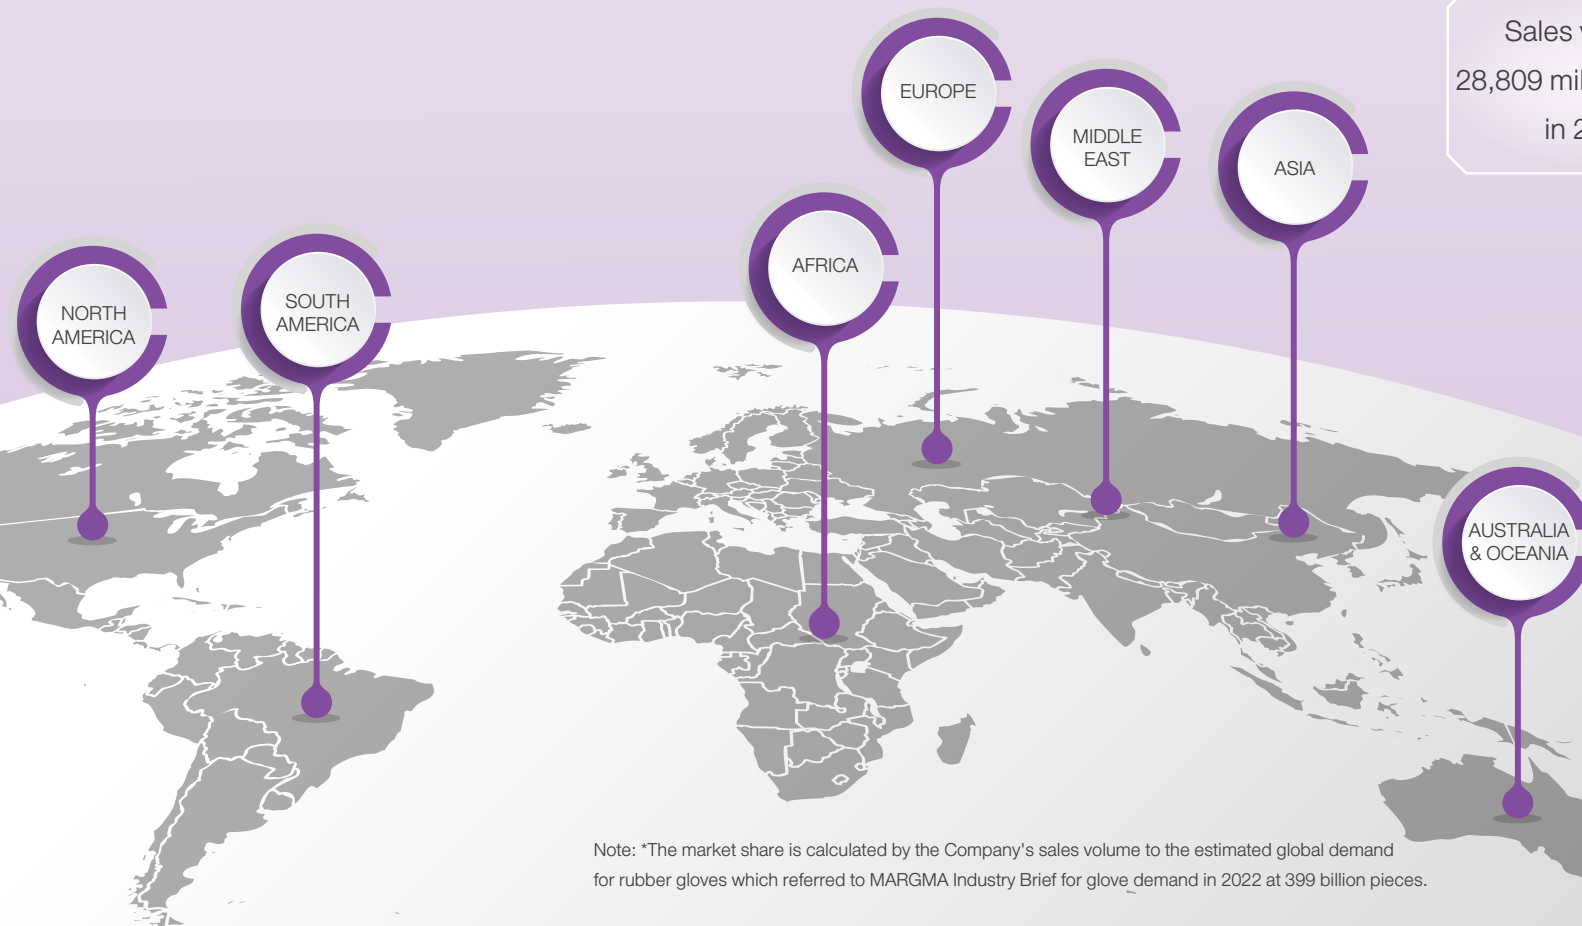 Sales
28,809
in
EUROPE
MIDDLE
EAST
ASIA
AFRICA
NORTH
AMERICA
SOUTH
AMERICA
AUSTRALIA
& OCEANIA
Note: *The market share is calculated by the Company's sales volume to the estimated global demand
for rubber gloves which referred to MARGMA Industry Brief for glove demand in 2022 at 399 billion pieces.